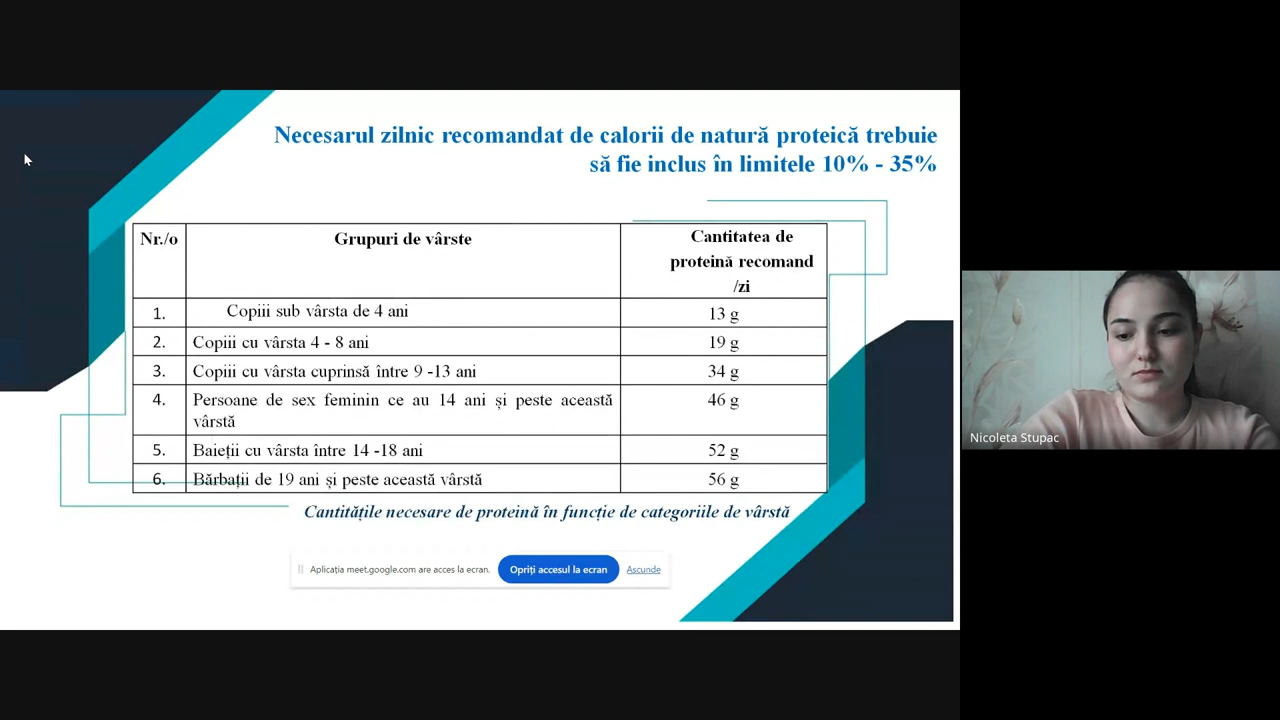 Necesarul zilnic recomandat de calorii de natură proteică trebuie
să fie inclus în limitele 10% - 35%
Nr./o Grupuri de vârste Cantitatea de
proteină recomand
/zi
1. Copiii sub vârsta de 4 ani 13 g
2. Copiii cu vârsta 4 - 8 ani 19 g
3. Copiii cu vârsta cuprinsă între 9 -13 ani 34 g
4. Persoane de sex feminin ce au 14 ani și peste această 46 g
vârstă
5. Baieții cu vârsta între 14 -18 ani 52 g
6. Bărbații de 19 ani și peste această vârstă 56 g
Cantitățile necesare de proteină în funcție de categoriile de vârstă
Aplicația meet.google.com are acces la ecran. Opriți accesul la ecran Ascunde
Nicoleta Stupac